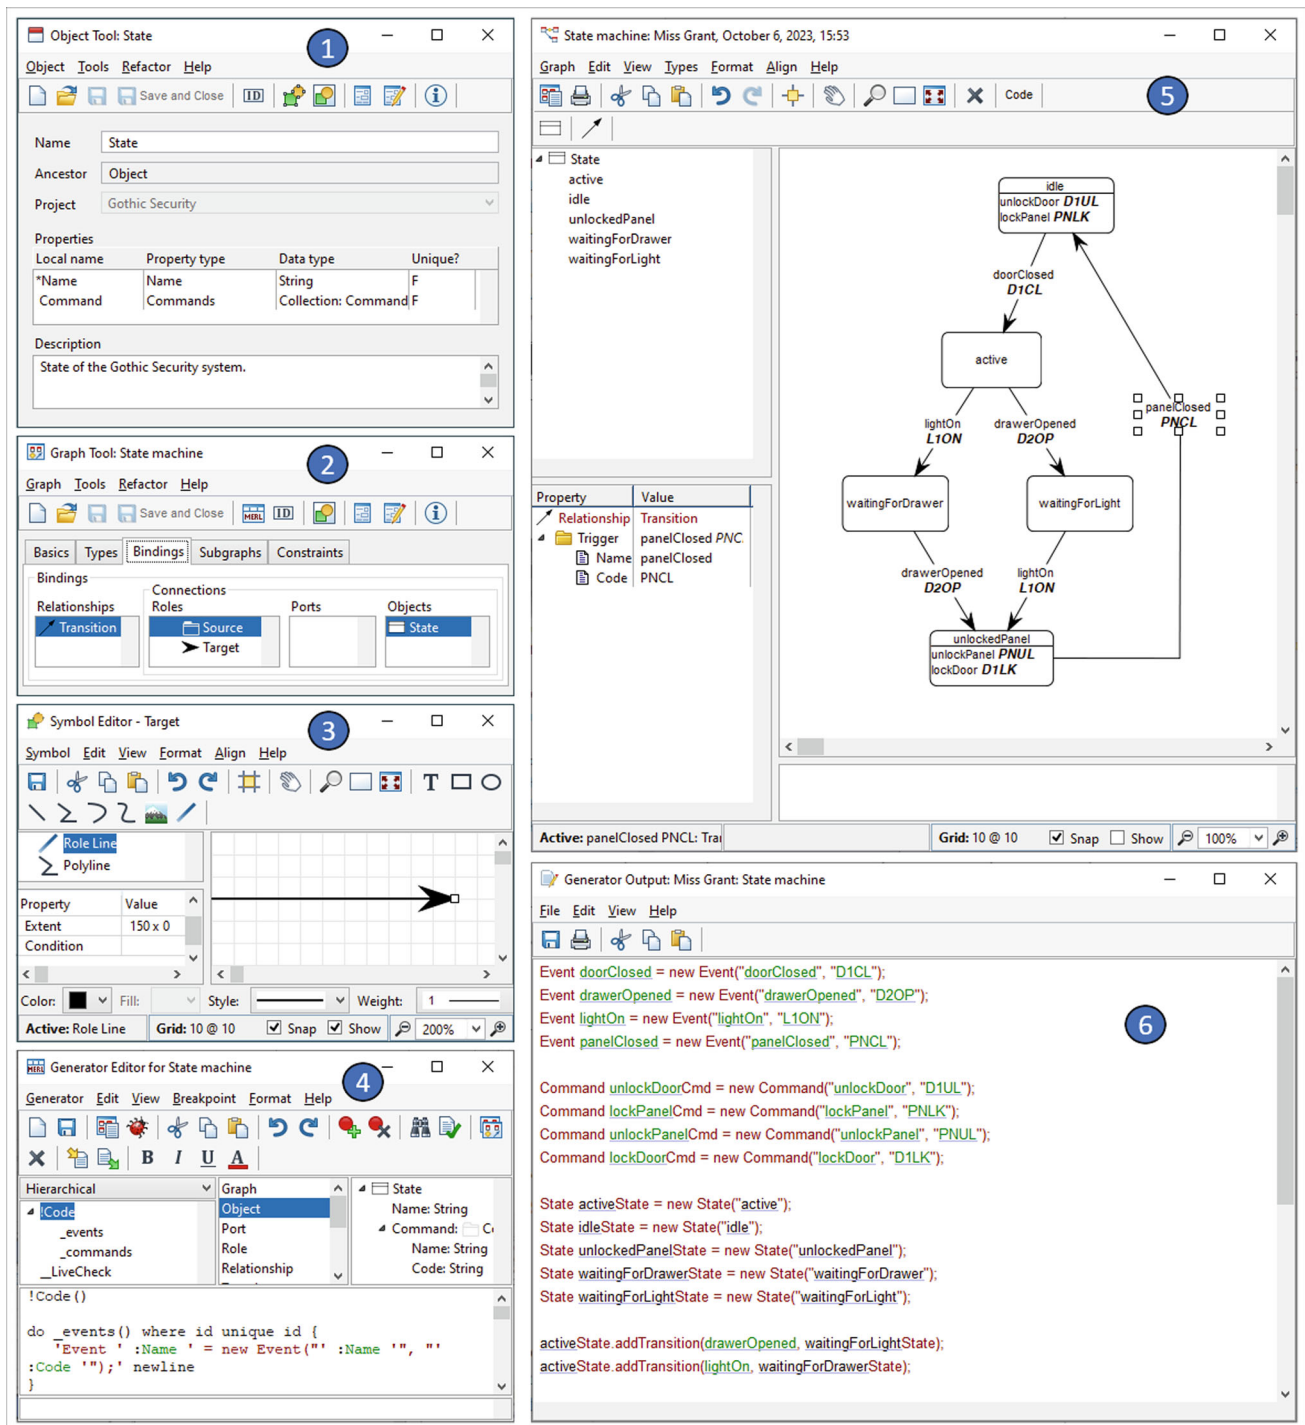 Object Tool: State
1
Object Tools Refactor Help
Save and Close ID
Name State
Ancestor Object
Project Gothic Security
Properties
Local name Property type Data type Unique?
*Name Name String F
Command Commands Collection: Command F
Description
State of the Gothic Security system.
Graph Tool: State machine
2
Graph Tools Refactor Help
Save and Close MERL ID
Basics Types Bindings Subgraphs Constraints
Bindings
Connections
Relationships Roles Ports Objects
Transition Source State
Target
Symbol Editor - Target
3
Symbol Edit View Format Align Help
T
Role Line
Polyline
Property Value
Extent 150 x 0
Condition
Color: Fill: Style: Weight: 1
Active: Role Line Grid: 10 @ 10 Snap Show 200%
MERL Generator Editor for State machine
4
Generator Edit View Breakpoint Format Help
B I U A
Hierarchical
!Code
_events
_commands
__LiveCheck
Graph
Object
Port
Role
Relationship
State
Name: String
Command:
Name: String
Code: String
!Code()
do _events() where id unique id {
'Event ' :Name ' = new Event("' :Name '", "'
:Code '");' newline
}
State machine: Miss Grant, October 6, 2023, 15:53
Graph Edit View Types Format Align Help
Code
5
State
active
idle
unlockedPanel
waitingForDrawer
waitingForLight
Property Value
Relationship Transition
Trigger panelClosed PNC
Name panelClosed
Code PNCL
idle
unlockDoor D1UL
lockPanel PNLK
doorClosed
D1CL
active
panelClosed
PNCL
lightOn
L1ON
drawerOpened
D2OP
waitingForDrawer
waitingForLight
drawerOpened
D2OP
lightOn
L1ON
unlockedPanel
unlockPanel PNUL
lockDoor D1LK
Active: panelClosed PNCL: Tra Grid: 10 @ 10 Snap Show 100%
Generator Output: Miss Grant: State machine
File Edit View Help
6
Event doorClosed = new Event("doorClosed", "D1CL");
Event drawerOpened = new Event("drawerOpened", "D2OP");
Event lightOn = new Event("lightOn", "L1ON");
Event panelClosed = new Event("panelClosed", "PNCL");
Command unlockDoorCmd = new Command("unlockDoor", "D1UL");
Command lockPanelCmd = new Command("lockPanel", "PNLK");
Command unlockPanelCmd = new Command("unlockPanel", "PNUL");
Command lockDoorCmd = new Command("lockDoor", "D1LK");
State activeState = new State("active");
State idleState = new State("idle");
State unlockedPanelState = new State("unlockedPanel");
State waitingForDrawerState = new State("waitingForDrawer");
State waitingForLightState = new State("waitingForLight");
activeState.addTransition(drawerOpened, waitingForLightState);
activeState.addTransition(lightOn, waitingForDrawerState);